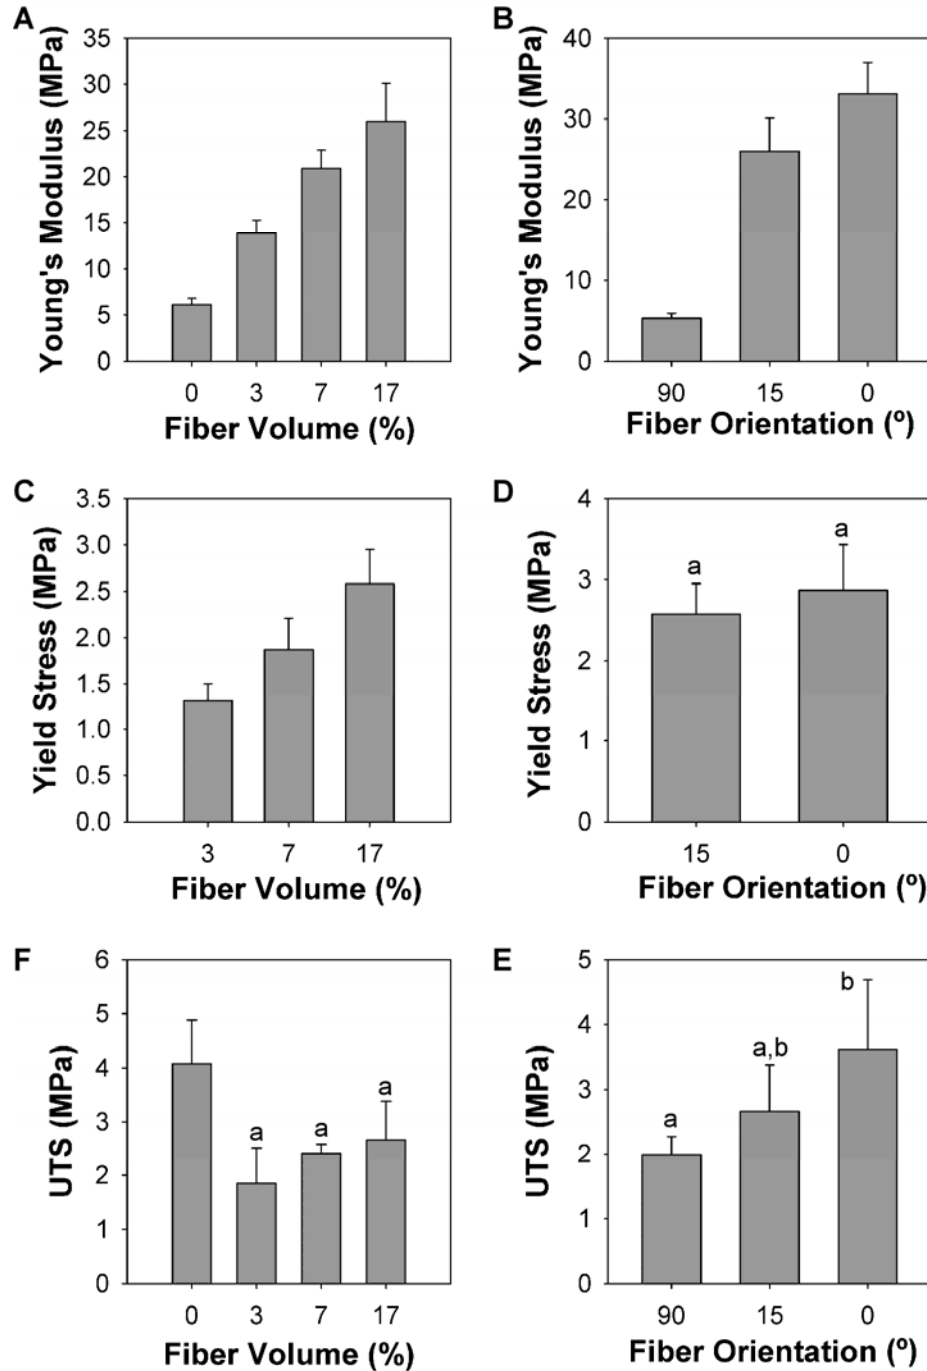 A
Young's Modulus (MPa)
35
30
25
20
15
10
5
0
0 3 7 17
Fiber Volume (%)
B
Young's Modulus (MPa)
40
30
20
10
0
90 15 0
Fiber Orientation (º)
C
Yield Stress (MPa)
3.5
3.0
2.5
2.0
1.5
1.0
0.5
0.0
3 7 17
Fiber Volume (%)
D
Yield Stress (MPa)
4
3
2
1
0
a a
15 0
Fiber Orientation (º)
F
UTS (MPa)
6
5
4
3
2
1
0
a a a
0 3 7 17
Fiber Volume (%)
E
UTS (MPa)
5
4
3
2
1
0
a a,b b
90 15 0
Fiber Orientation (º)